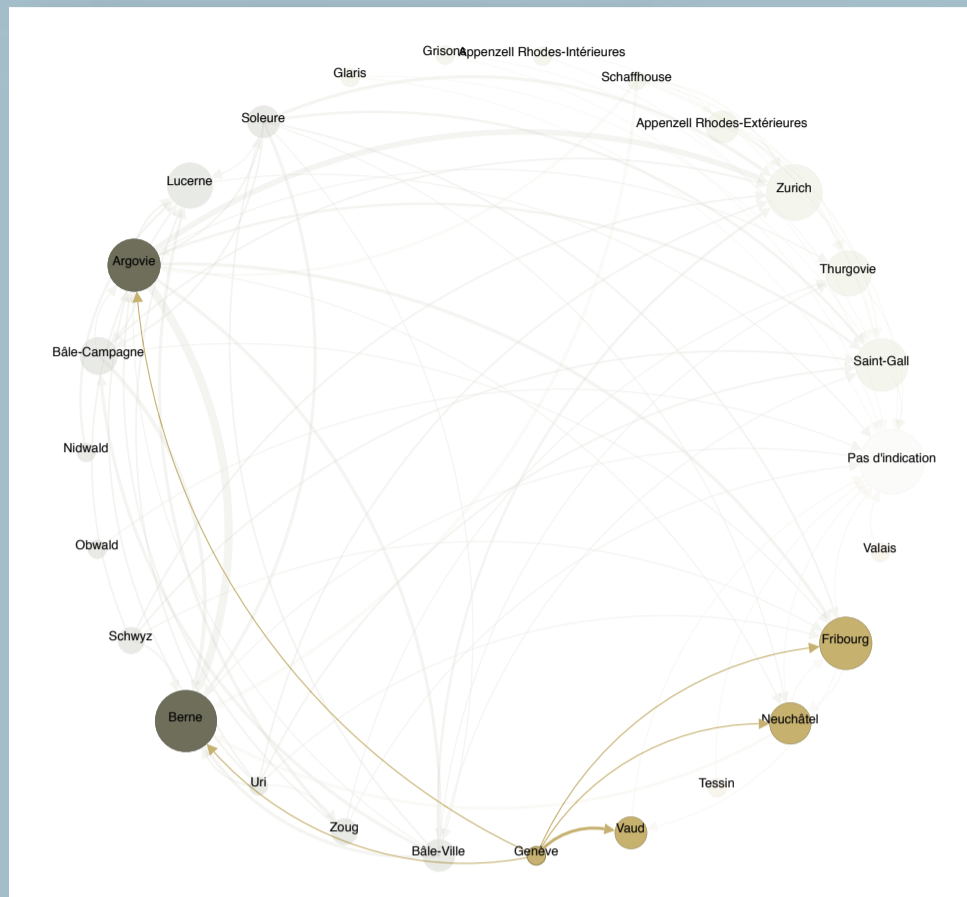 Grisons
Appenzell Rhodes-Intérieures
Glaris
Schaffhouse
Soleure
Appenzell Rhodes-Extérieures
Lucerne
Zurich
Argovie
Thurgovie
Bâle-Campagne
Saint-Gall
Nidwald
Pas d'indication
Obwald
Valais
Schwyz
Fribourg
Berne
Neuchâtel
Uri
Tessin
Zoug
Vaud
Bâle-Ville
Genève